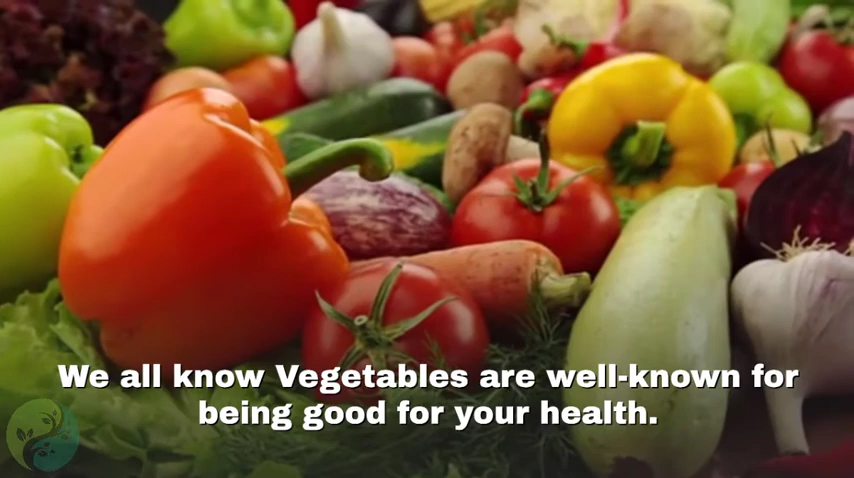 We all know Vegetables are well-known for
being good for your health.